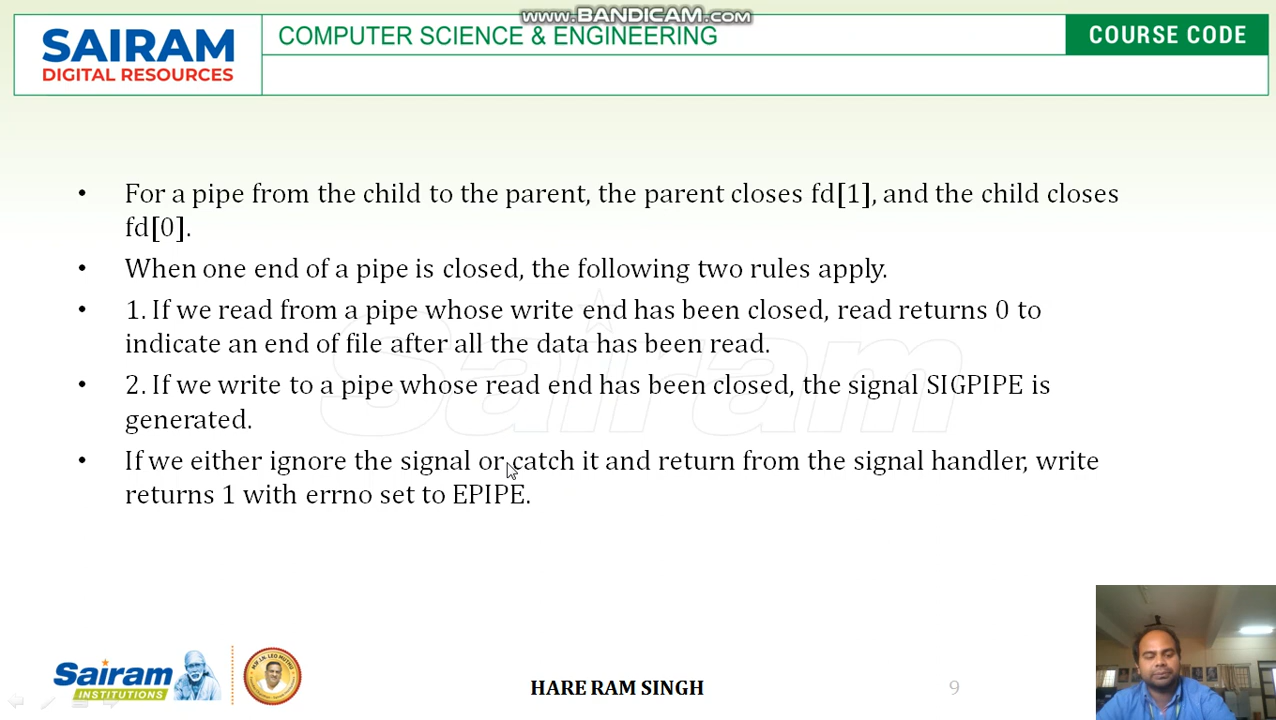 www.BANDICAM.com
SAIRAM
DIGITAL RESOURCES
COMPUTER SCIENCE & ENGINEERING
COURSE CODE
• For a pipe from the child to the parent, the parent closes fd[1], and the child closes
fd[0].
• When one end of a pipe is closed, the following two rules apply.
• 1. If we read from a pipe whose write end has been closed, read returns 0 to
indicate an end of file after all the data has been read.
• 2. If we write to a pipe whose read end has been closed, the signal SIGPIPE is
generated.
• If we either ignore the signal or catch it and return from the signal handler, write
returns 1 with errno set to EPIPE.
Sairam
Sairam
INSTITUTIONS
HARE RAM SINGH
9